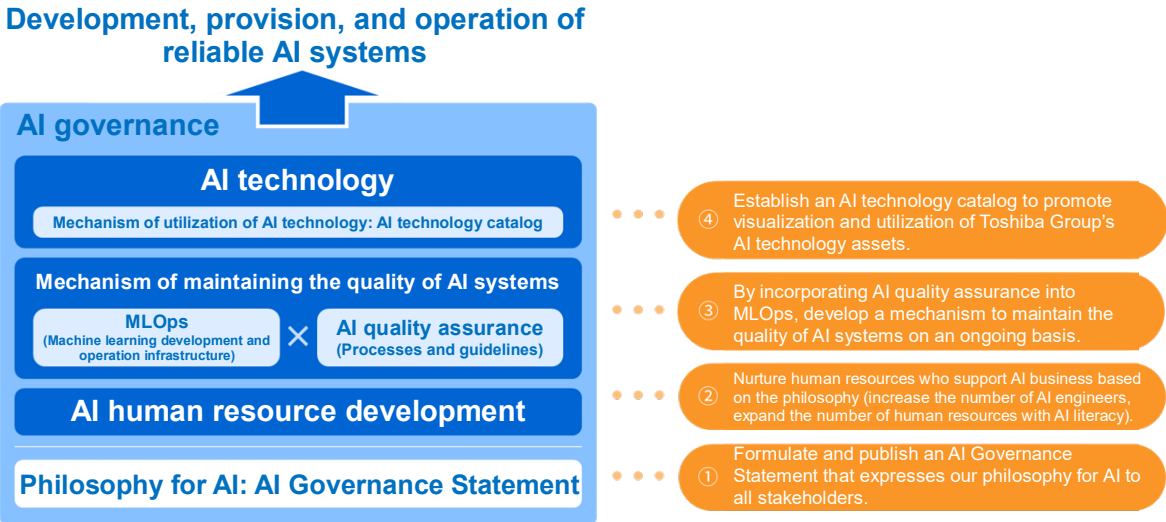 Development, provision, and operation of
reliable AI systems
AI governance
AI technology
Mechanism of utilization of AI technology: AI technology catalog
Mechanism of maintaining the quality of AI systems
MLOps
(Machine learning development and
operation infrastructure)
×
AI quality assurance
(Processes and guidelines)
AI human resource development
Philosophy for AI: AI Governance Statement
④
Establish an AI technology catalog to promote
visualization and utilization of Toshiba Group's
AI technology assets.
③
By incorporating AI quality assurance into
MLOps, develop a mechanism to maintain the
quality of AI systems on an ongoing basis.
②
Nurture human resources who support AI business based
on the philosophy (increase the number of AI engineers,
expand the number of human resources with AI literacy).
①
Formulate and publish an AI Governance
Statement that expresses our philosophy for AI to
all stakeholders.